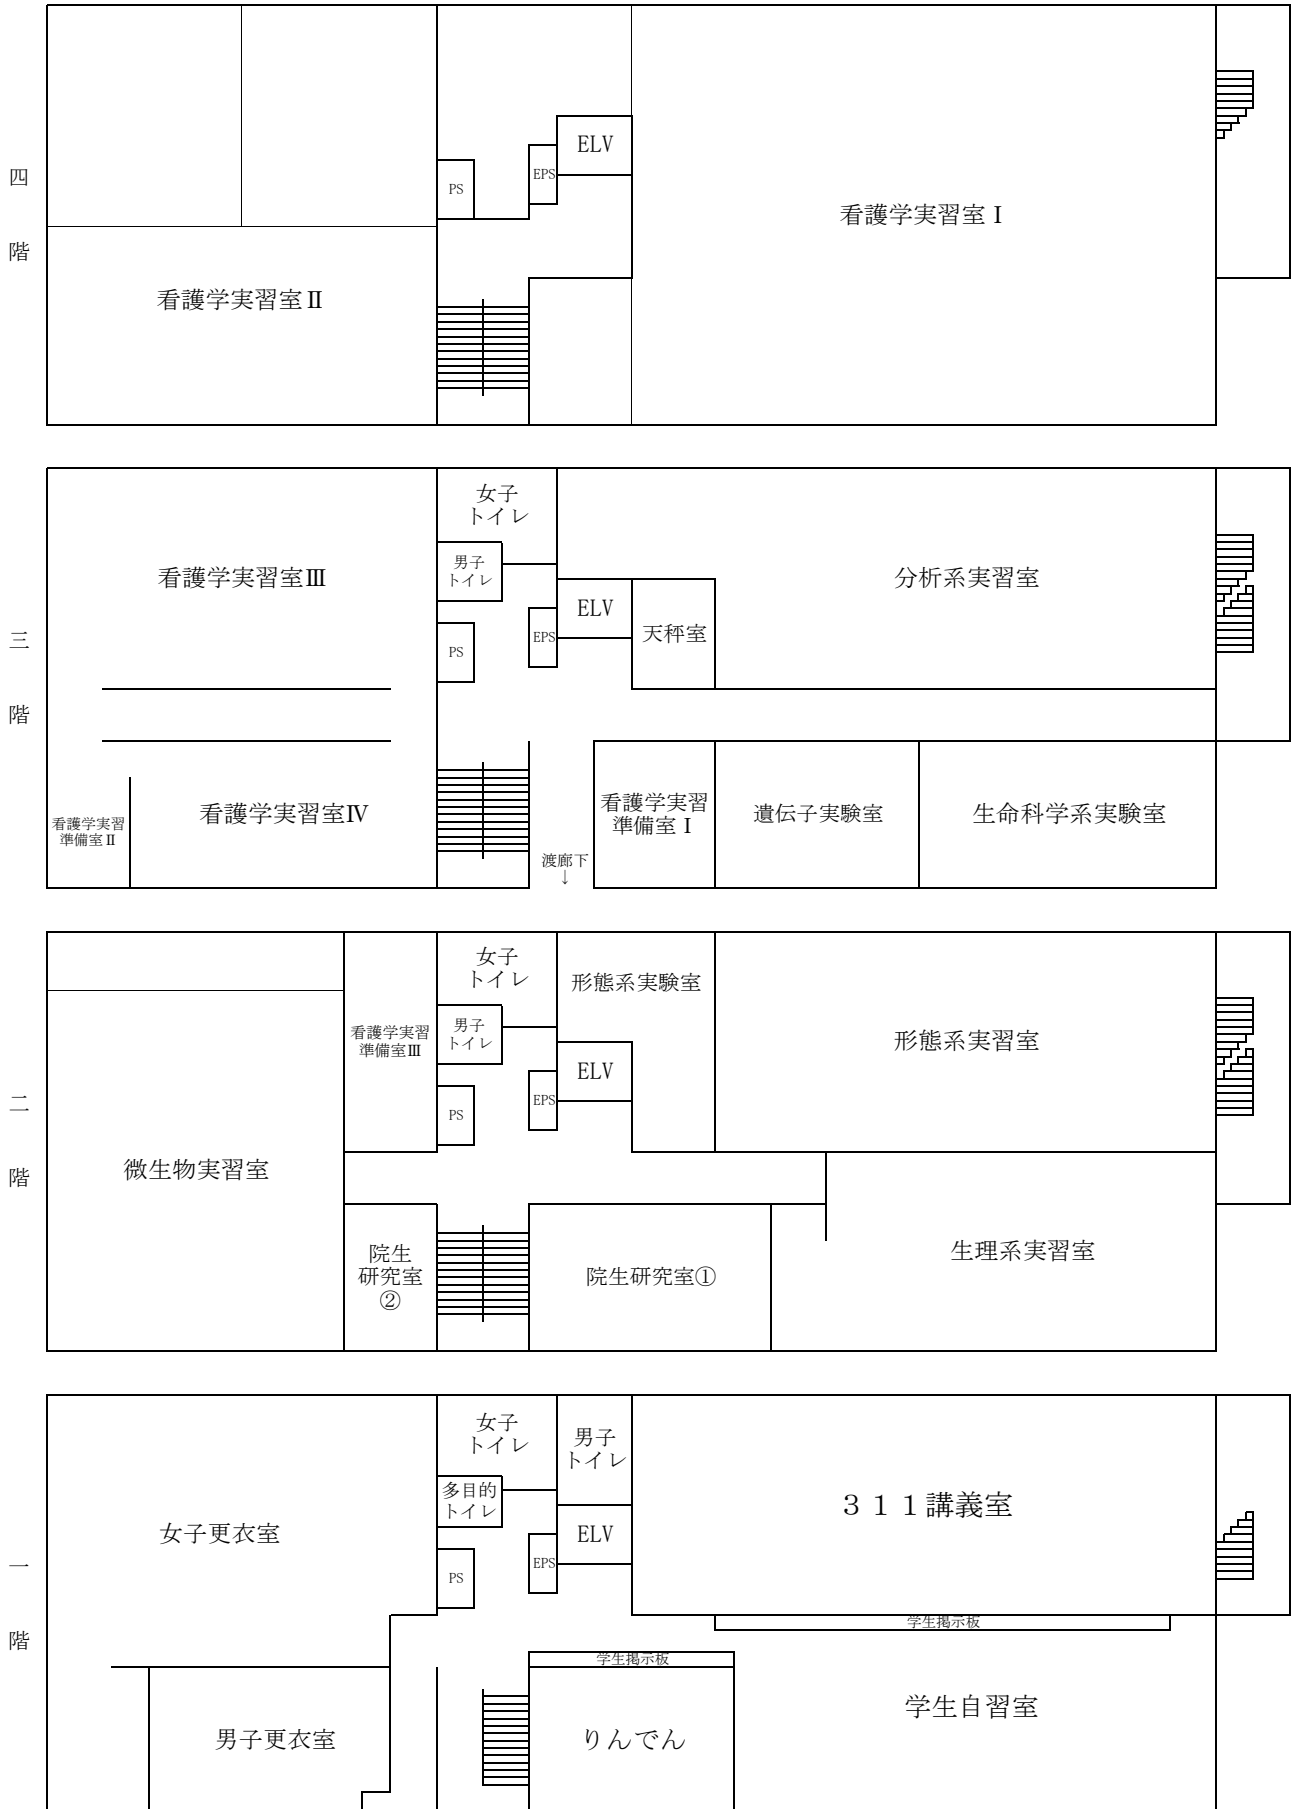 四
階
ELV
EPS
PS
看護学実習室Ⅰ
看護学実習室Ⅱ
三
階
女子
トイレ
男子
トイレ
看護学実習室Ⅲ
分析系実習室
ELV
天秤室
EPS
PS
看護学実習
準備室Ⅱ
看護学実習室Ⅳ
看護学実習
準備室Ⅰ
遺伝子実験室
生命科学系実験室
渡廊下
↓
二
階
女子
トイレ
形態系実験室
看護学実習
準備室Ⅲ
男子
トイレ
形態系実習室
ELV
EPS
PS
微生物実習室
院生
研究室
②
院生研究室①
生理系実習室
一
階
女子
トイレ
男子
トイレ
多目的
トイレ
311講義室
女子更衣室
ELV
EPS
PS
学生掲示板
学生掲示板
学生自習室
男子更衣室
りんでん